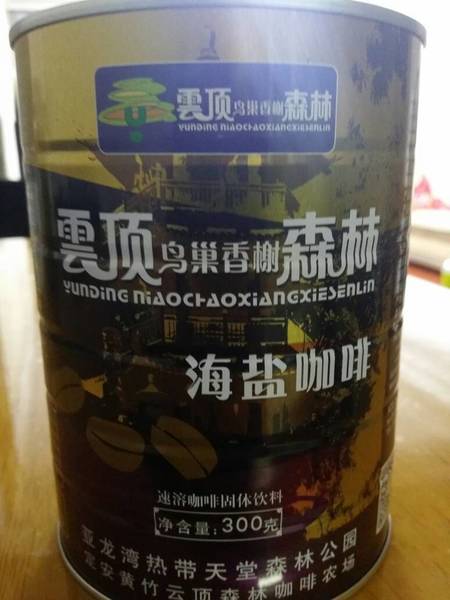 雲顶鸟巢香榭森林
YUNDING NIAOCHAOXIANGXIESENLIN
雲顶鸟巢香榭森林
YUNDING NIAOCHAOXIANGXIESENLIN
海盐咖啡
速溶咖啡固体饮料
净含量:300克
亚龙湾热带天堂森林公园
定安黄竹云顶森林咖啡农场